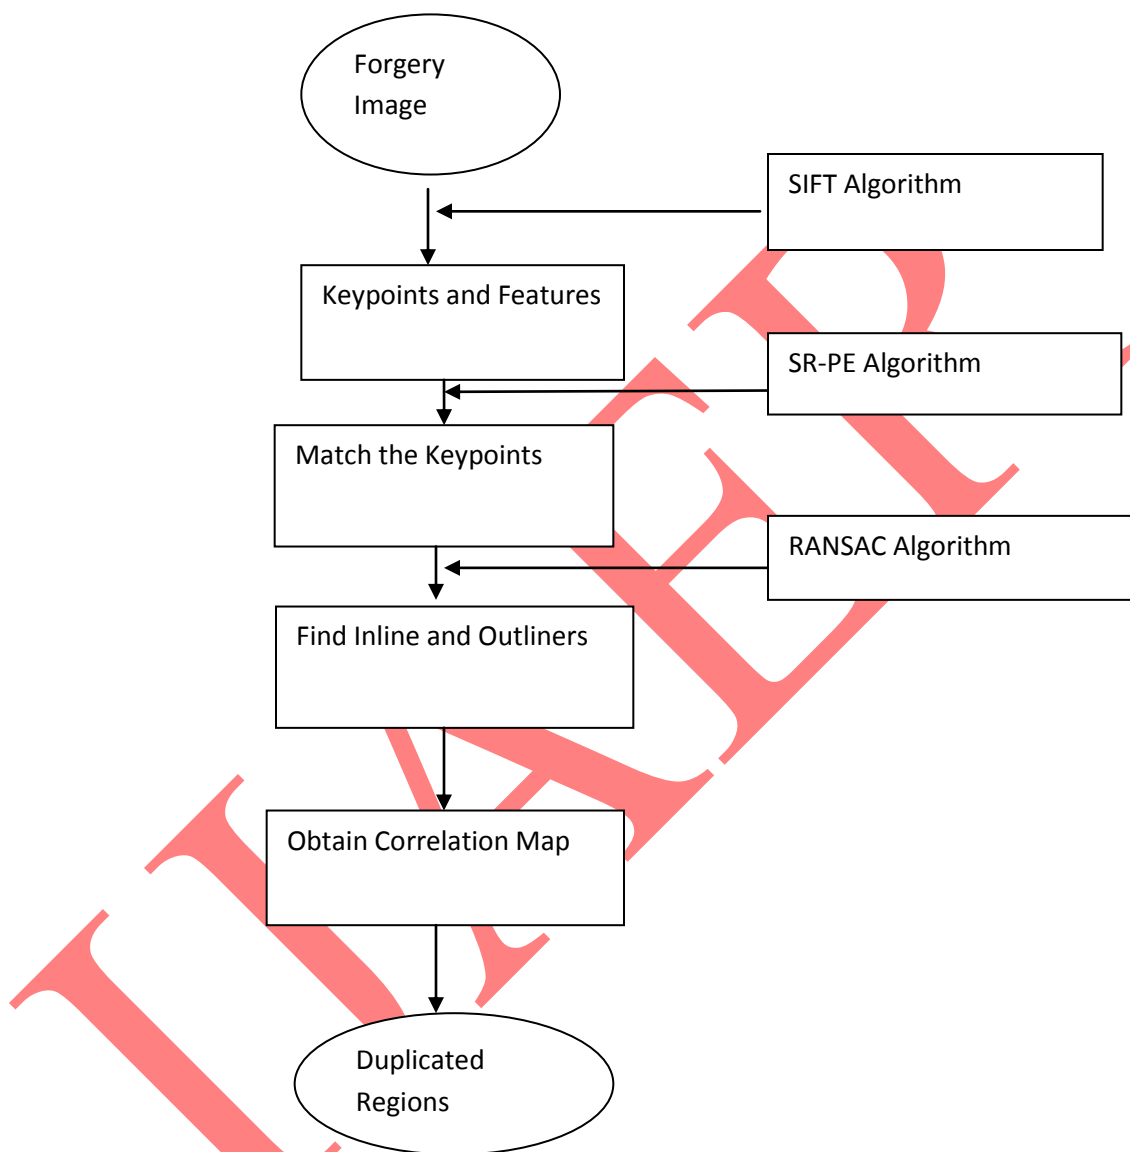 Forgery
Image
SIFT Algorithm
Keypoints and Features
SR-PE Algorithm
Match the Keypoints
RANSAC Algorithm
Find Inline and Outliners
Obtain Correlation Map
Duplicated
Regions